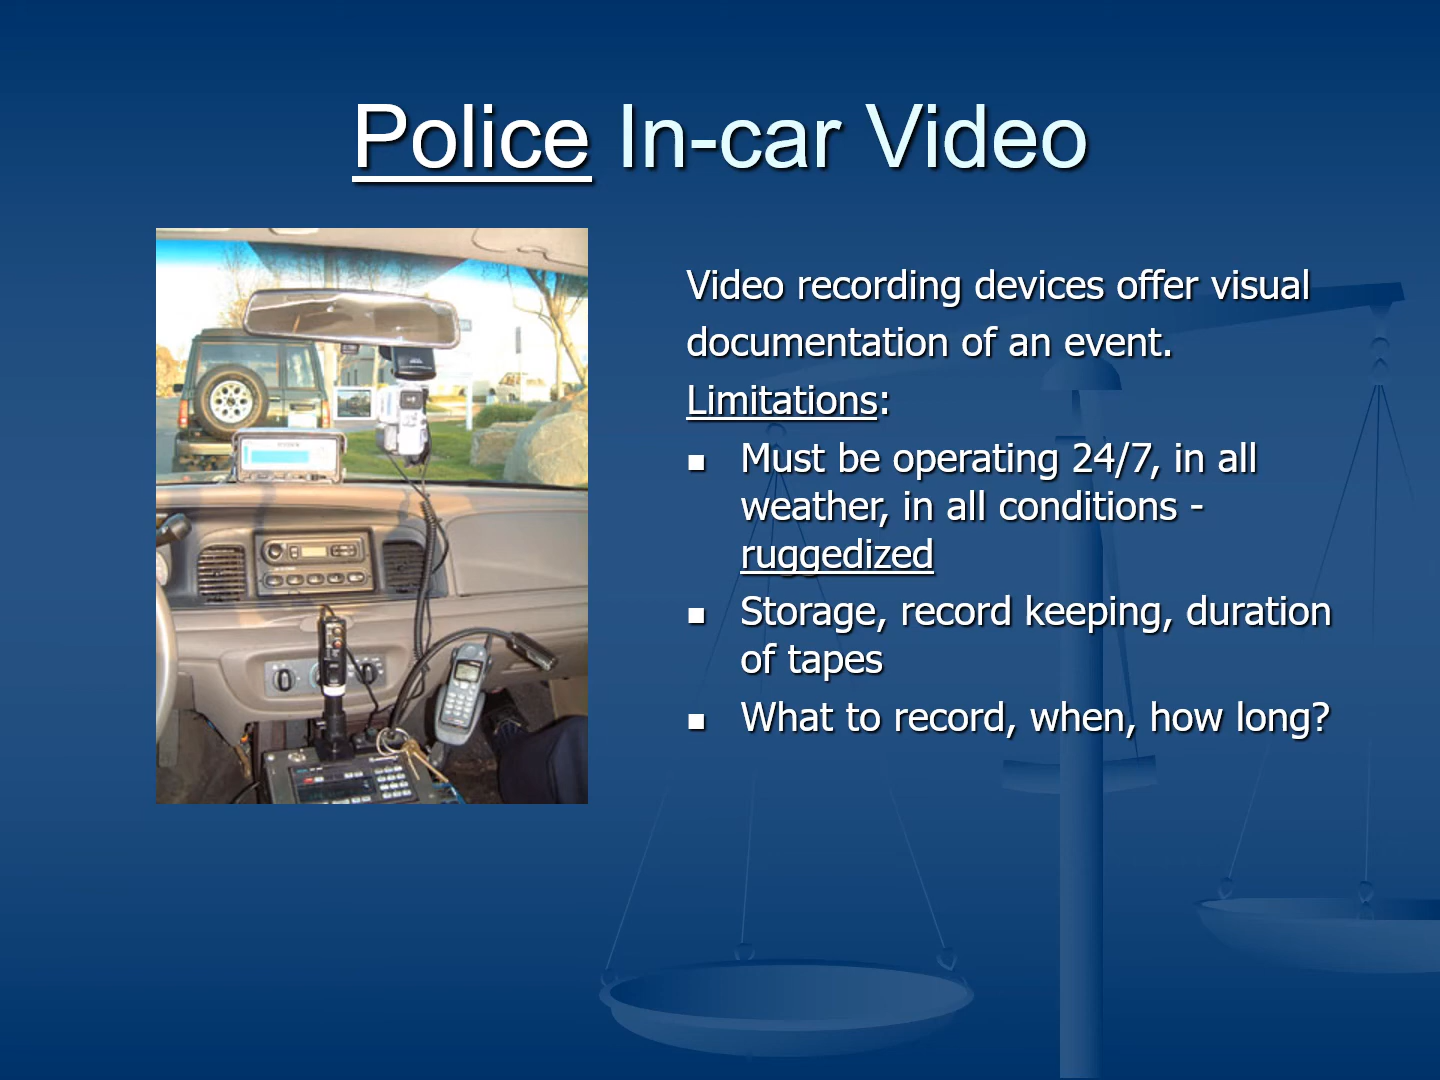 Police In-car Video
Video recording devices offer visual
documentation of an event.
Limitations:
Must be operating 24/7, in all
weather, in all conditions -
ruggedized
Storage, record keeping, duration
of tapes
What to record, when, how long?